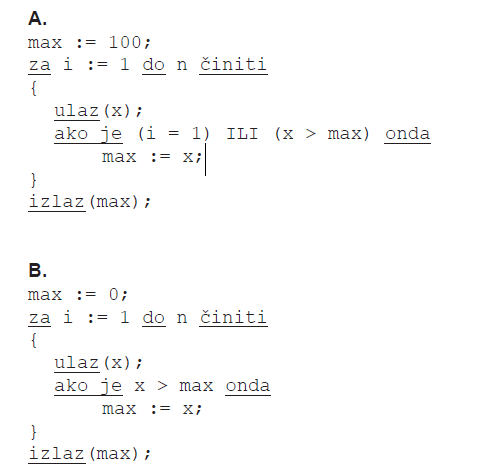 A.
max := 100;
za i := 1 do n činiti
{
ulaz(x);
ako je (i = 1) ILI (x > max) onda
max := x;
}
izlaz(max);
B.
max := 0;
za i := 1 do n činiti
{
ulaz(x);
ako je x > max onda
max := x;
}
izlaz(max);